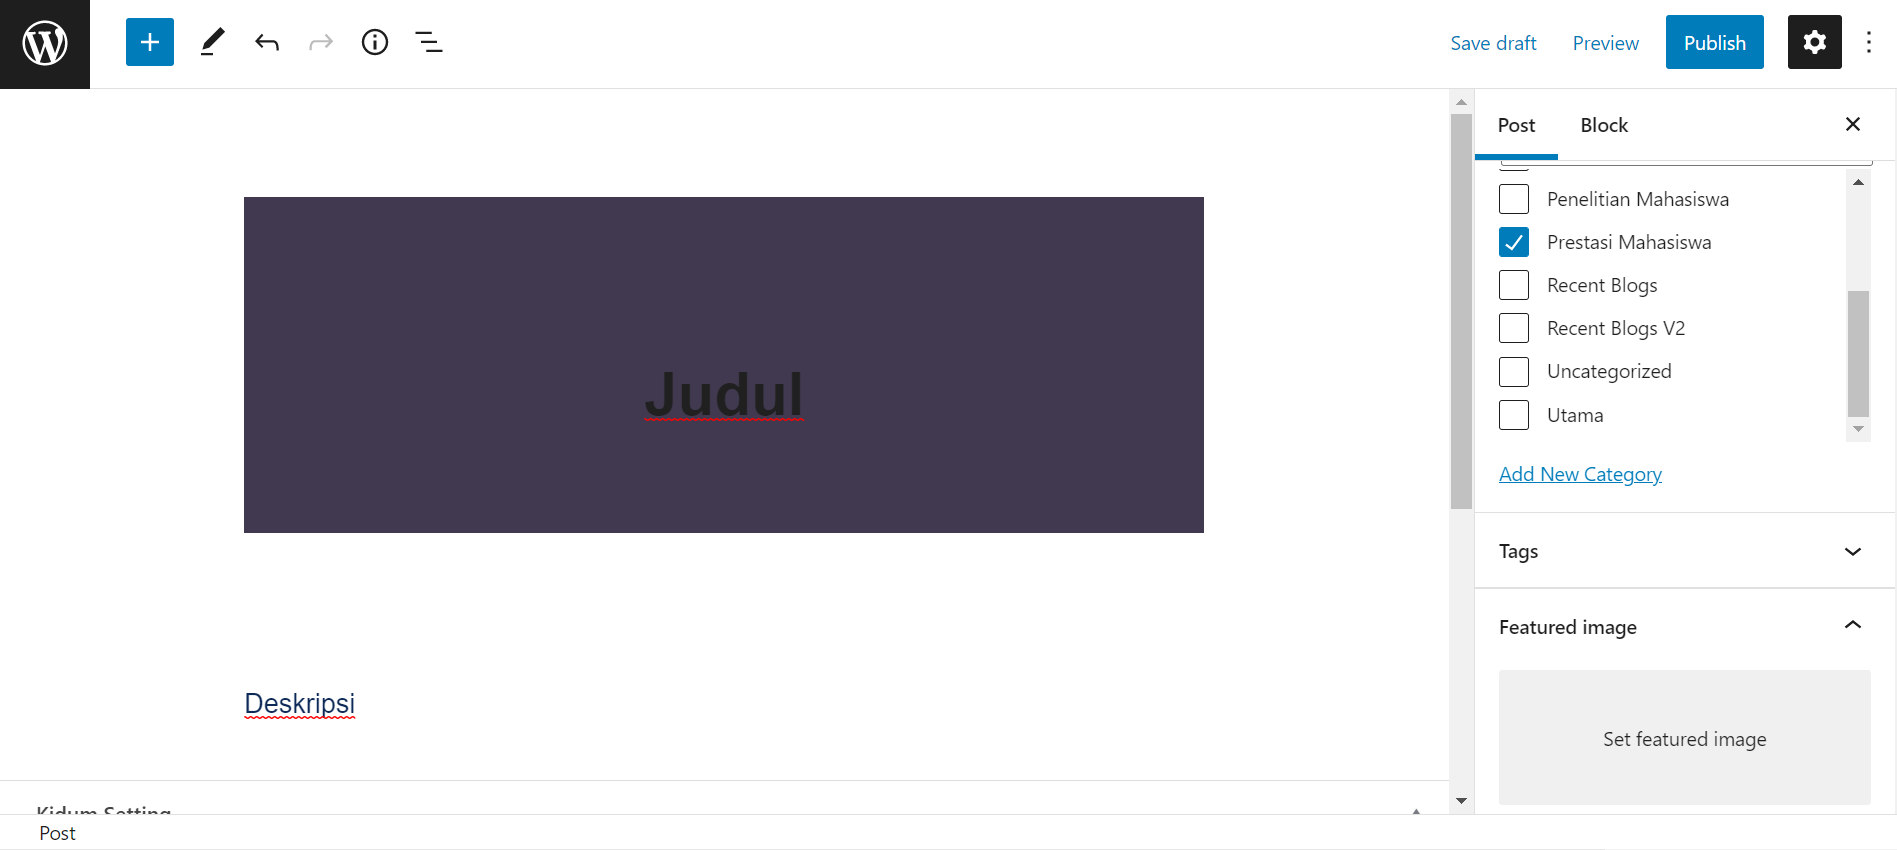 Save draft Preview Publish
Post Block
Penelitian Mahasiswa
Prestasi Mahasiswa
Recent Blogs
Recent Blogs V2
Uncategorized
Utama
Add New Category
Tags
Featured image
Set featured image
Judul
Deskripsi
Kidum Setting
Post